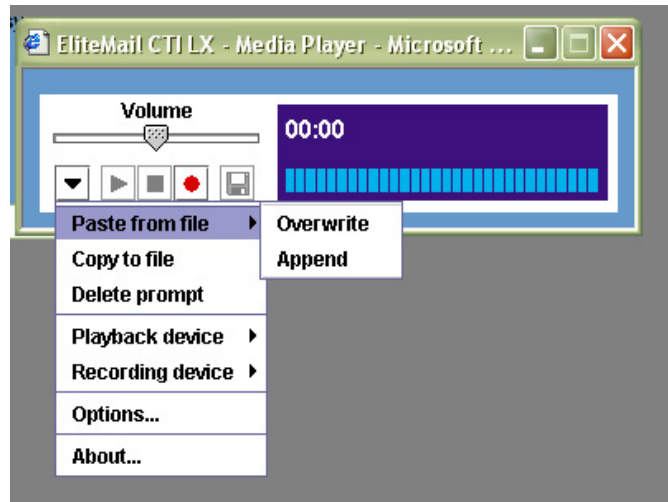 EliteMail CTI LX - Media Player - Microsoft ...
Volume
00:00
Paste from file
Overwrite
Copy to file
Append
Delete prompt
Playback device
Recording device
Options...
About...